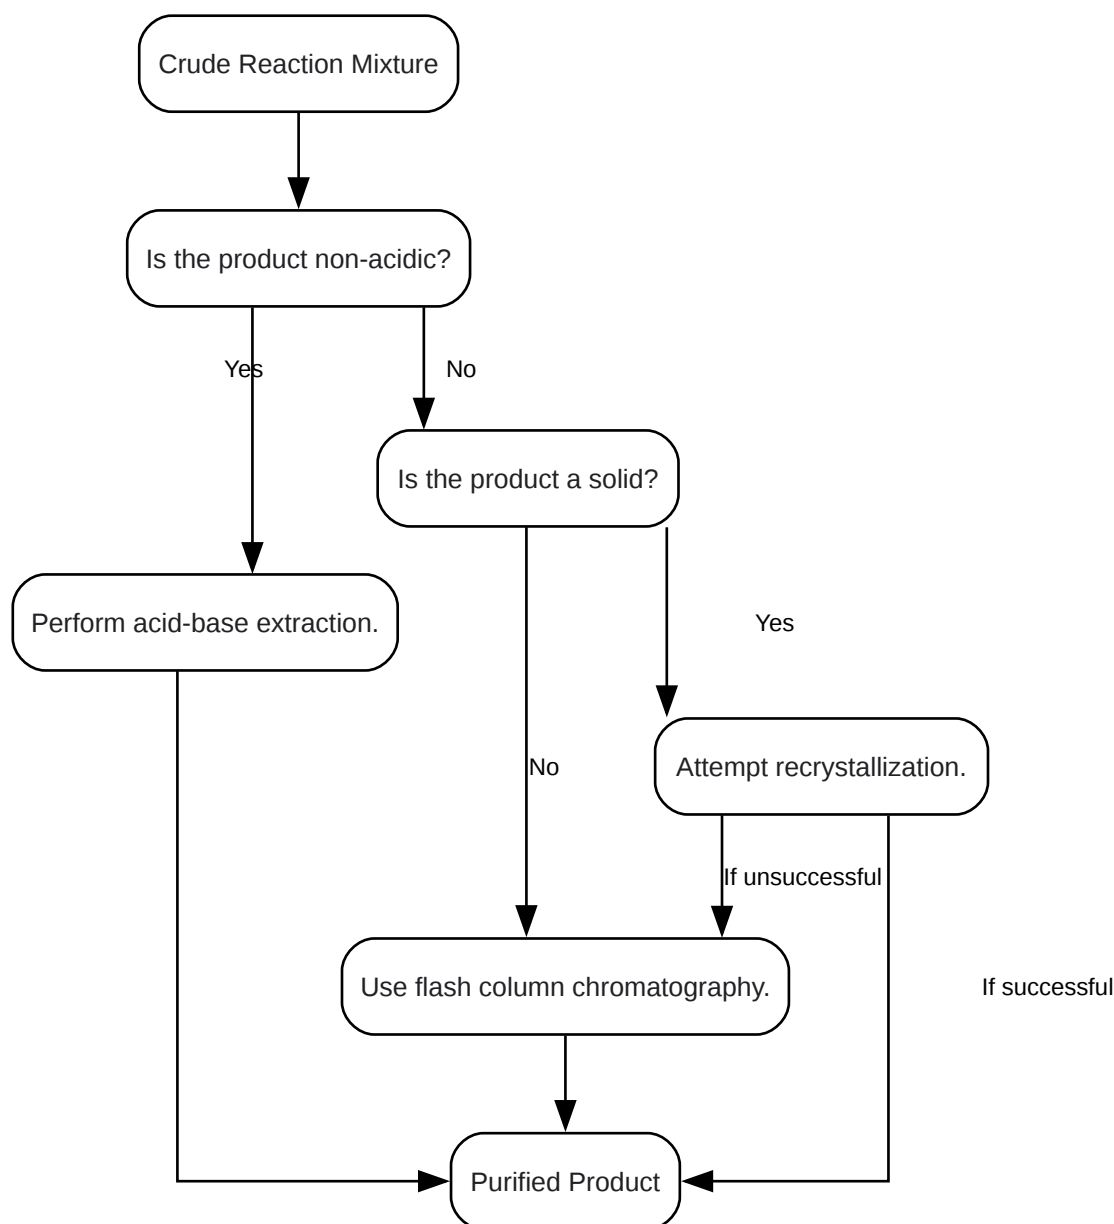 Crude Reaction Mixture
Is the product non-acidic?
Yes
No
Is the product a solid?
Perform acid-base extraction.
Yes
No
Attempt recrystallization.
If unsuccessful
Use flash column chromatography.
If successful
Purified Product